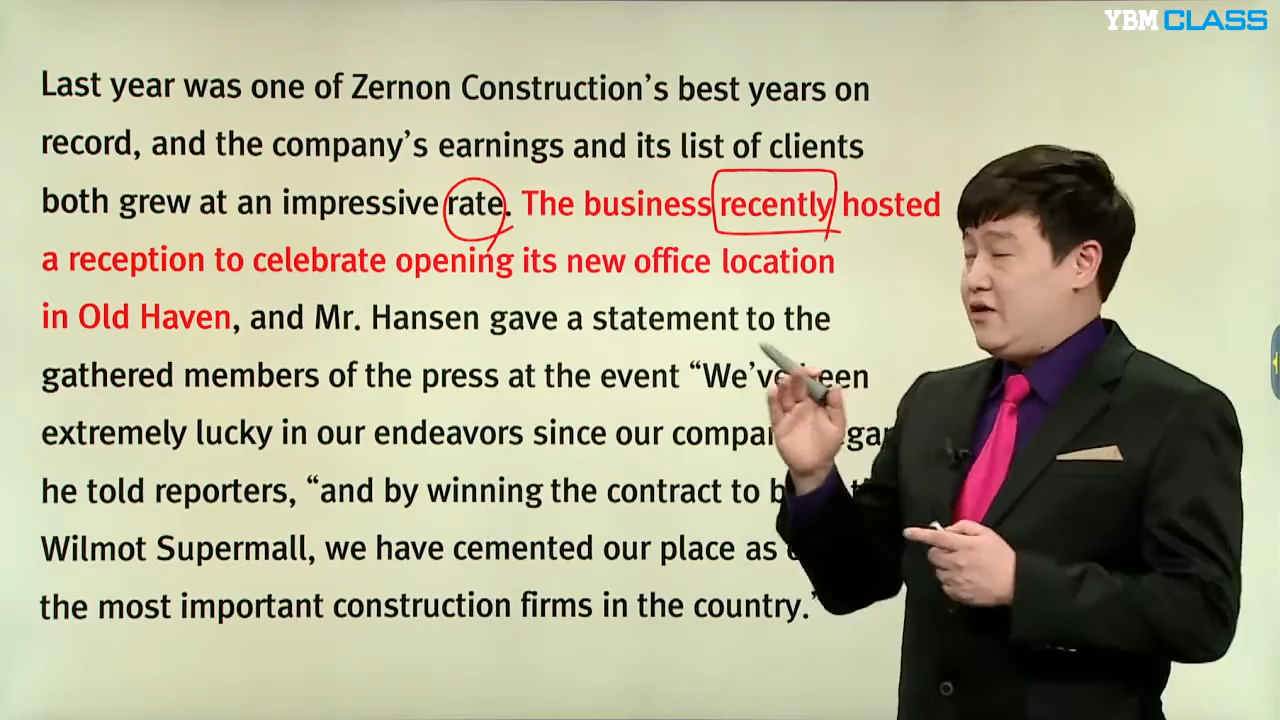 YBM CLASS
Last year was one of Zernon Construction's best years on
record, and the company's earnings and its list of clients
both grew at an impressive rate. The business recently hosted
a reception to celebrate opening its new office location
in Old Haven, and Mr. Hansen gave a statement to the
gathered members of the press at the event “We've been
extremely lucky in our endeavors since our company
he told reporters, “and by winning the contract to
Wilmot Supermall, we have cemented our place as
the most important construction firms in the country.”